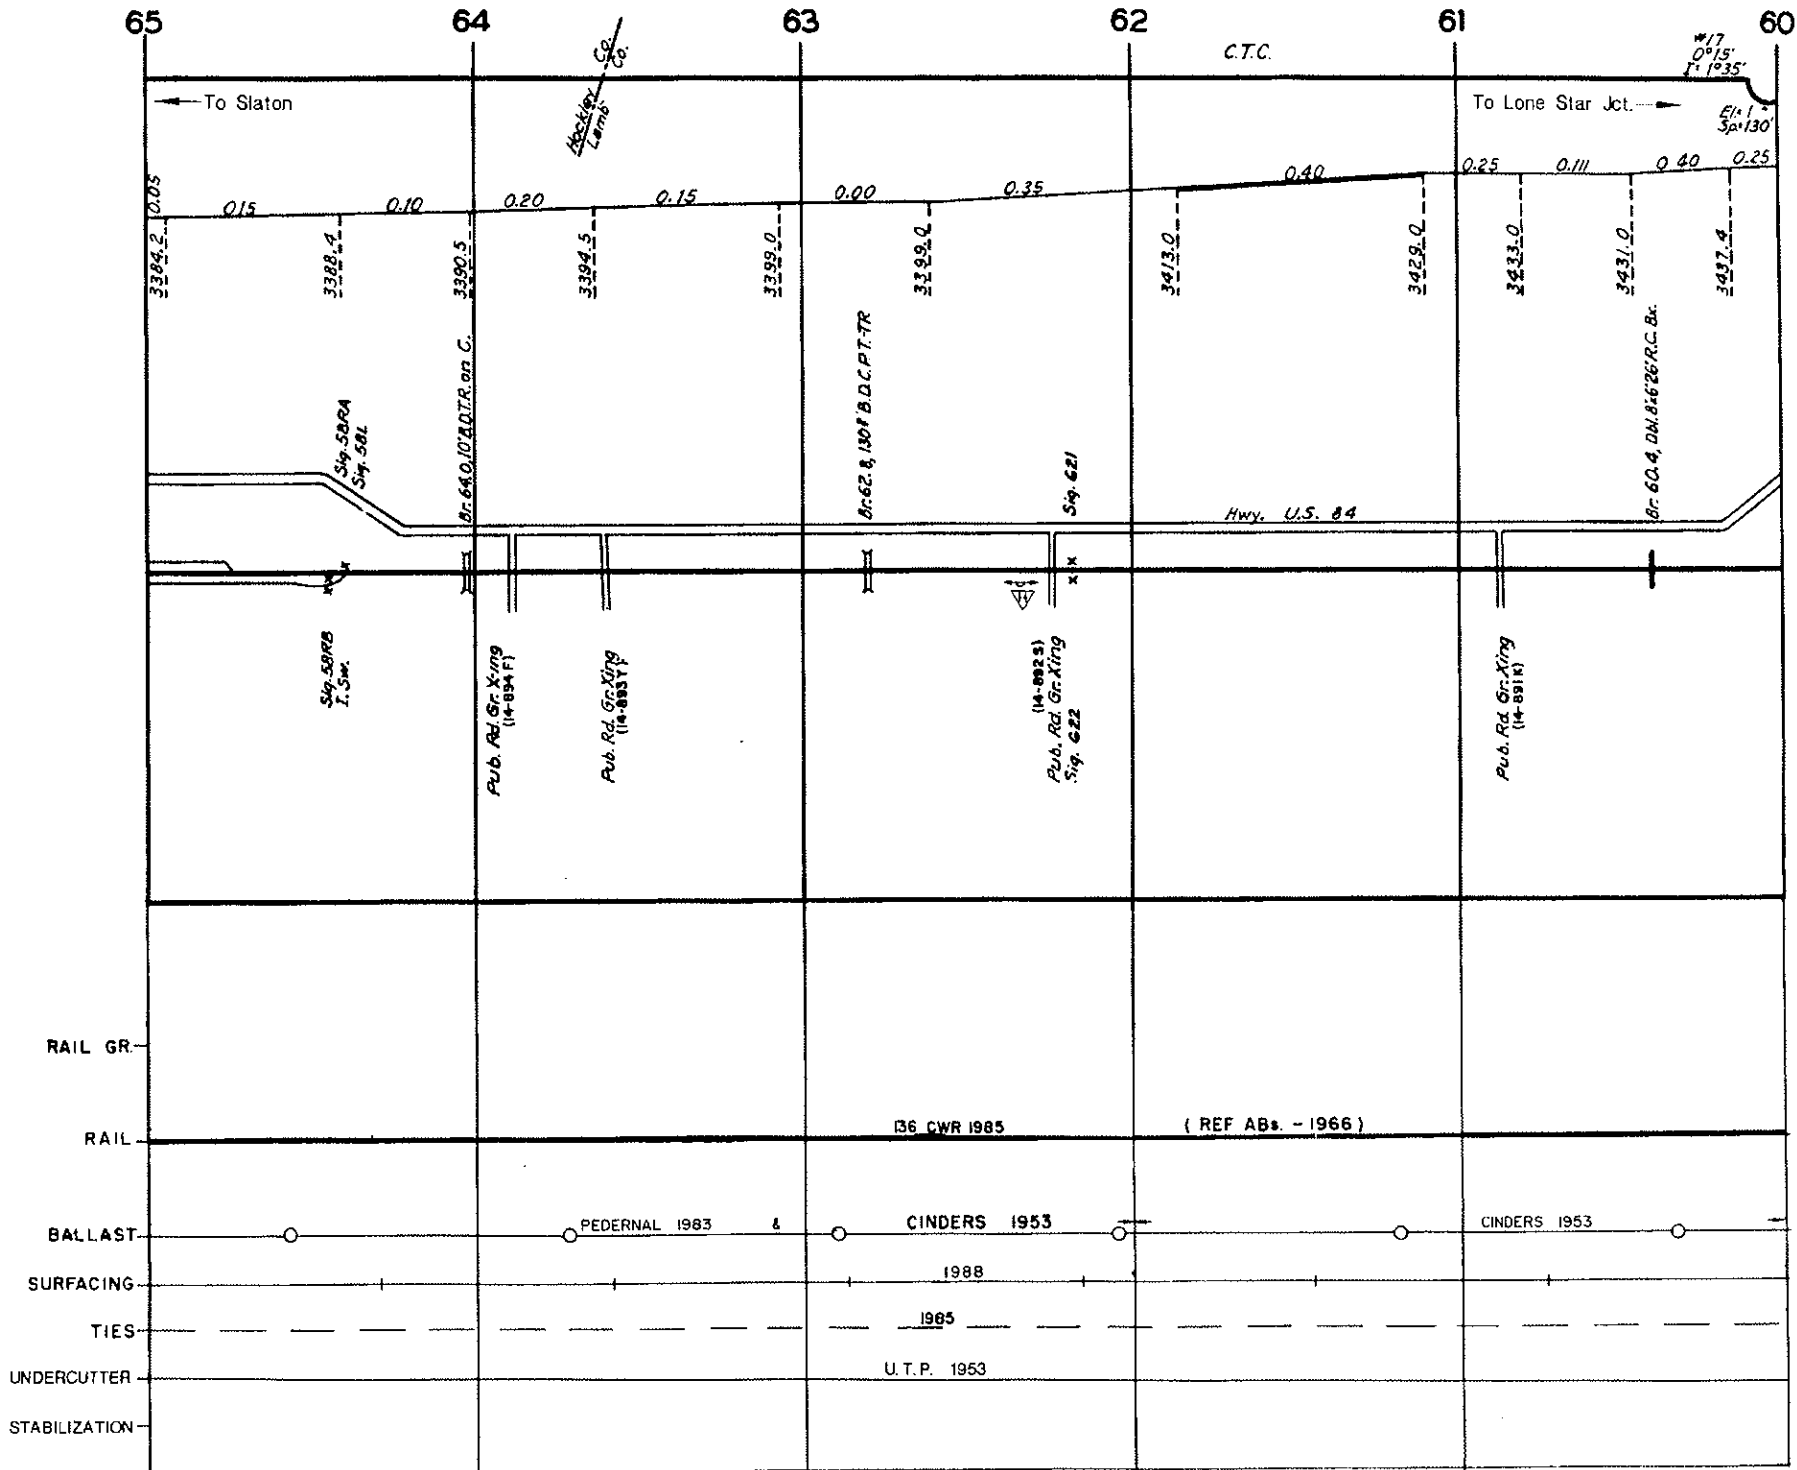 65 64 63 62 61 60
Co.
Co.
Hockley
Lamb
C.T.C.
#17
0°15'
I: 1°35'
To Slaton
To Lone Star Jct.
El: 1"
Sp: 130'
0.05 0.15 0.10 0.20 0.15 0.00 0.35 0.40 0.25 0.111 0.40 0.25
3384.2 3388.4 3390.5 3394.5 3399.0 3399.0 3413.0 3429.0 3433.0 3431.0 3437.4
Sig. 58RA
Sig. 58L
Br. 64.0, 10' B.D.T.R. on C.
Br. 62.8, 130' B.D.C.P.T.-TR
Sig. 621
Br. 60.4, Dbl. 8'x6'26' R.C. Bx.
Hwy. U.S. 84
Sig. 58RB
I. Sw.
Pub. Rd. Gr. X-ing
(14-894F)
Pub. Rd. Gr. Xing
(14-893Y)
(14-892S)
Pub. Rd. Gr. Xing
Sig. 622
Pub. Rd. Gr. Xing
(14-891K)
RAIL GR.
RAIL
136 CWR 1985
( REF ABs. - 1966 )
BALLAST
PEDERNAL 1983 & CINDERS 1953
CINDERS 1953
SURFACING
1988
TIES
1985
UNDERCUTTER
U.T.P. 1953
STABILIZATION